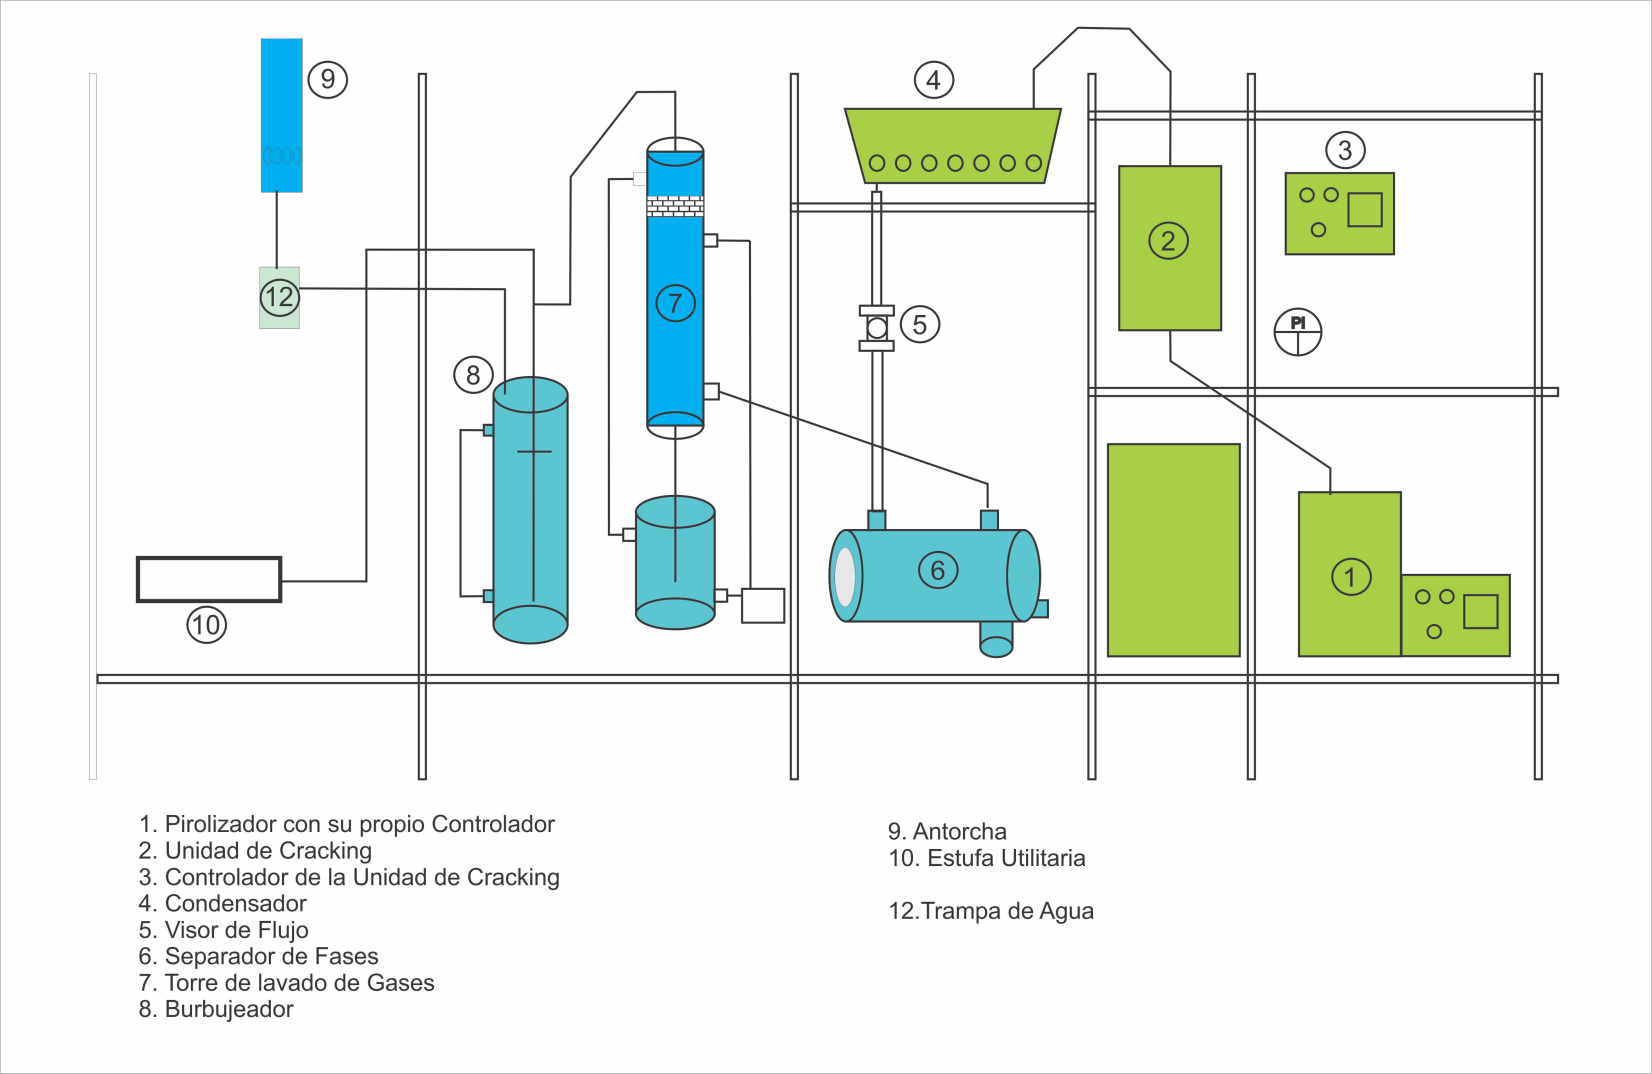 9
4
3
2
12
7
5
PI
8
6
1
10
1. Pirolizador con su propio Controlador
2. Unidad de Cracking
3. Controlador de la Unidad de Cracking
4. Condensador
5. Visor de Flujo
6. Separador de Fases
7. Torre de lavado de Gases
8. Burbujeador
9. Antorcha
10. Estufa Utilitaria
12.Trampa de Agua